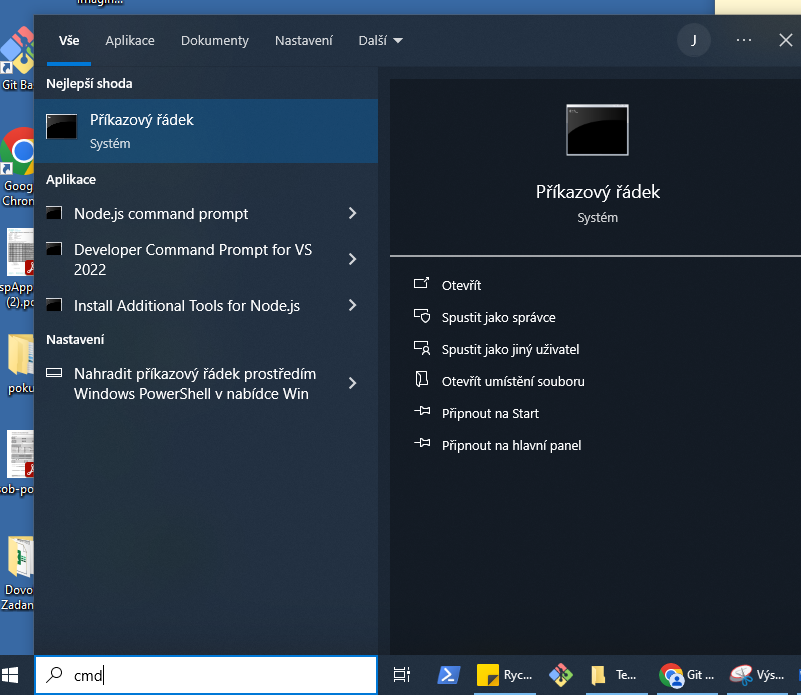 Imagin...
Git Ba
Goog
Chron
spApp
(2).pc
poku
sob-po
Dovo
Zadan
Vše
Aplikace
Dokumenty
Nastavení
Další
J
Nejlepší shoda
Příkazový řádek
Systém
Aplikace
Node.js command prompt
Developer Command Prompt for VS
2022
Install Additional Tools for Node.js
Nastavení
Nahradit příkazový řádek prostředím
Windows PowerShell v nabídce Win
Příkazový řádek
Systém
Otevřít
Spustit jako správce
Spustit jako jiný uživatel
Otevřít umístění souboru
Připnout na Start
Připnout na hlavní panel
cmd
Ryc...
Te...
Git ...
Výs...